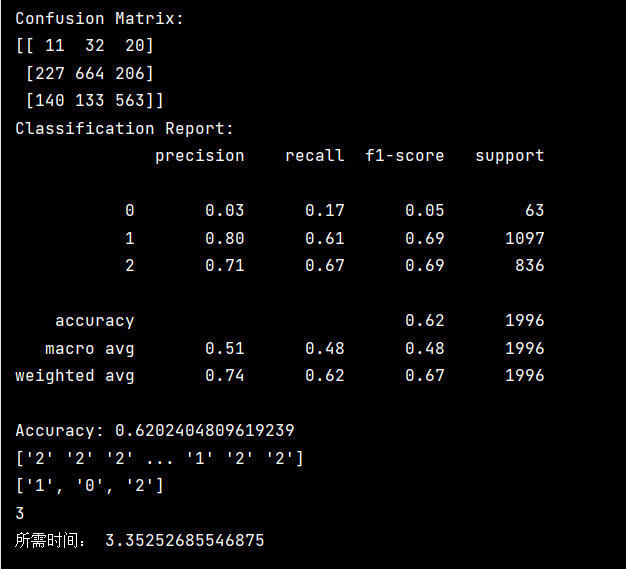 Confusion Matrix:
[[ 11  32  20]
 [227 664 206]
 [140 133 563]]
Classification Report:
              precision    recall  f1-score   support

           0       0.03      0.17      0.05        63
           1       0.80      0.61      0.69      1097
           2       0.71      0.67      0.69       836

    accuracy                           0.62      1996
   macro avg       0.51      0.48      0.48      1996
weighted avg       0.74      0.62      0.67      1996

Accuracy: 0.6202404809619239
['2' '2' '2' ... '1' '2' '2']
['1', '0', '2']
3
所需时间： 3.35252685546875